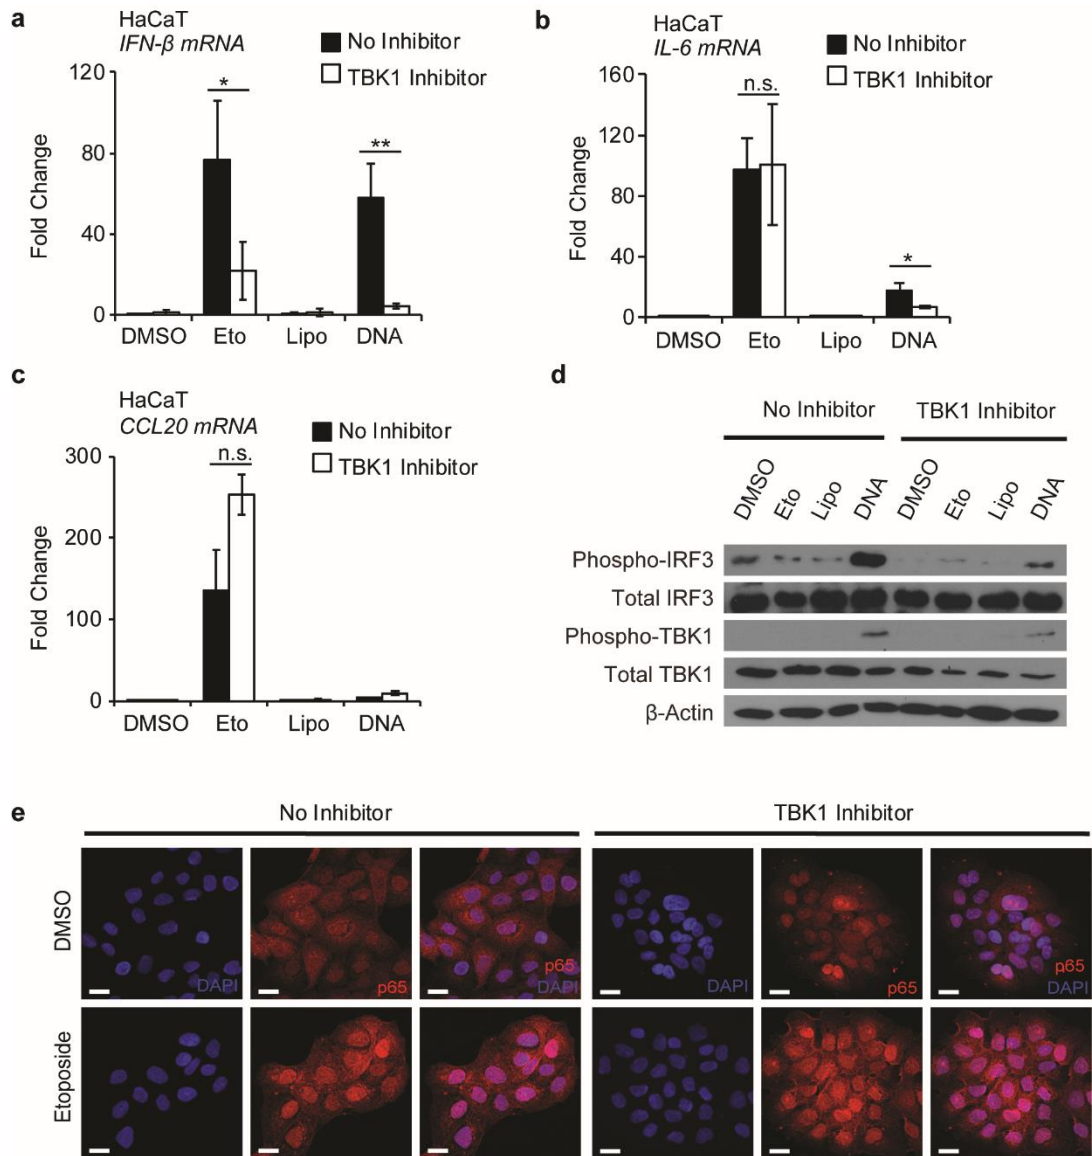 a
HaCaT
IFN-β mRNA
No Inhibitor
TBK1 Inhibitor
Fold Change
120
80
40
0
*
**
DMSO Eto Lipo DNA
b
HaCaT
IL-6 mRNA
No Inhibitor
TBK1 Inhibitor
Fold Change
160
120
80
40
0
n.s.
*
DMSO Eto Lipo DNA
c
HaCaT
CCL20 mRNA
No Inhibitor
TBK1 Inhibitor
Fold Change
300
200
100
0
n.s.
DMSO Eto Lipo DNA
d
No Inhibitor TBK1 Inhibitor
DMSO Eto Lipo DNA DMSO Eto Lipo DNA
Phospho-IRF3
Total IRF3
Phospho-TBK1
Total TBK1
β-Actin
e
No Inhibitor TBK1 Inhibitor
DMSO
DAPI
p65
p65
DAPI
DAPI
p65
p65
DAPI
Etoposide